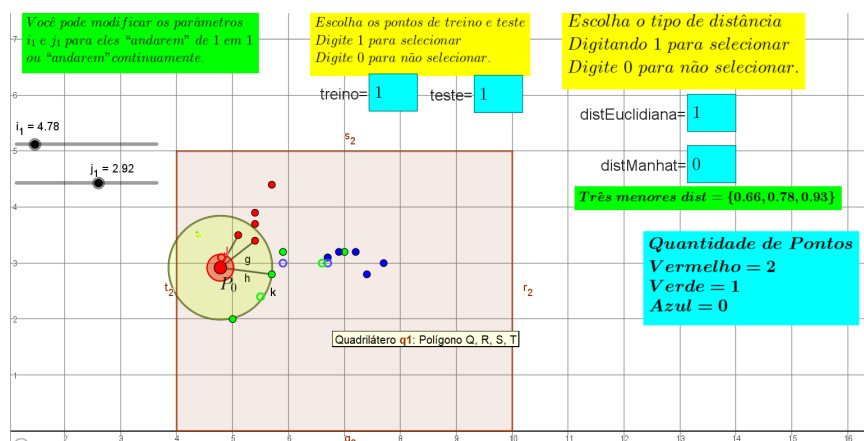 Você pode modificar os parâmetros
i₁ e j₁ para eles “andarem” de 1 em 1
ou “andarem” continuamente.
Escolha os pontos de treino e teste
Digite 1 para selecionar
Digite 0 para não selecionar.
Escolha o tipo de distância
Digitando 1 para selecionar
Digite 0 para não selecionar.
treino= 1
teste= 1
distEuclidiana= 1
distManhat= 0
Três menores dist = {0.66, 0.78, 0.93}
Quantidade de Pontos
Vermelho = 2
Verde = 1
Azul = 0
i₁ = 4.78
j₁ = 2.92
s₂
t₂
r₂
g
h
k
P₀
Quadrilátero q1: Polígono Q, R, S, T
7
6
5
4
3
2
1
2
3
4
5
6
7
8
9
10
11
12
13
14
15
16